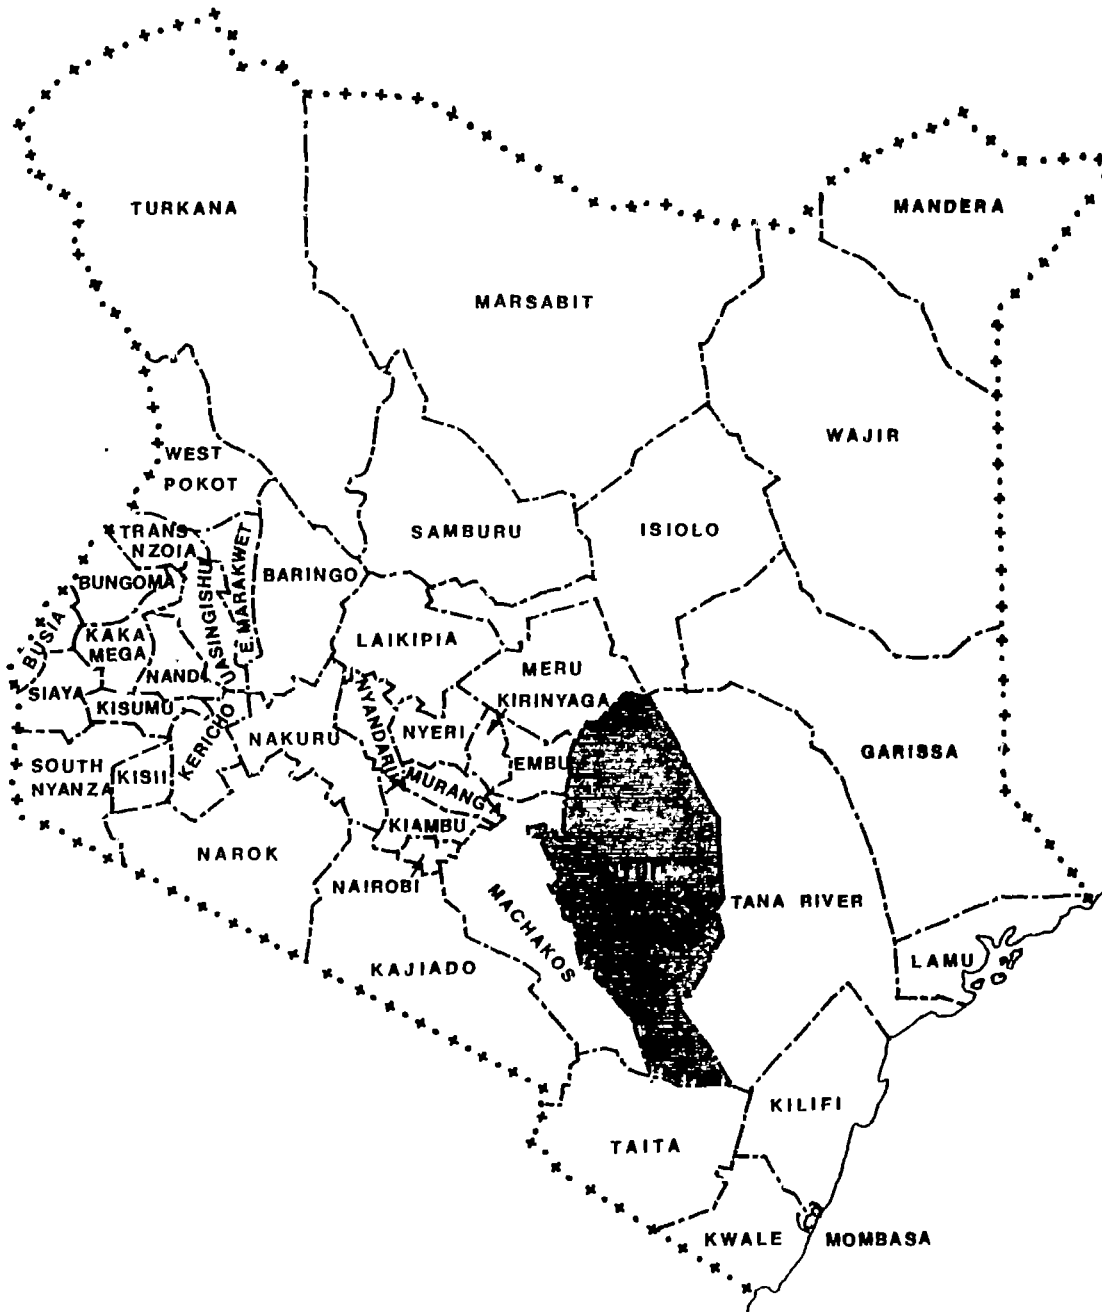 TURKANA
MANDERA
MARSABIT
WAJIR
WEST
POKOT
SAMBURU
ISIOLO
TRANS
NZOIA
E.MARAKWET
UASINGISHU
BARINGO
BUNGOMA
BUSIA
KAKA
MEGA
LAIKIPIA
MERU
NANDI
SIAYA
KISUMU
KIRINYAGA
NYANDARUA
NYERI
NAKURU
KERICHO
GARISSA
SOUTH
NYANZA
KISII
EMBU
MURANG A
KIAMBU
NAROK
NAIROBI
MACHAKOS
TANA RIVER
LAMU
KAJIADO
KILIFI
TAITA
KWALE
MOMBASA